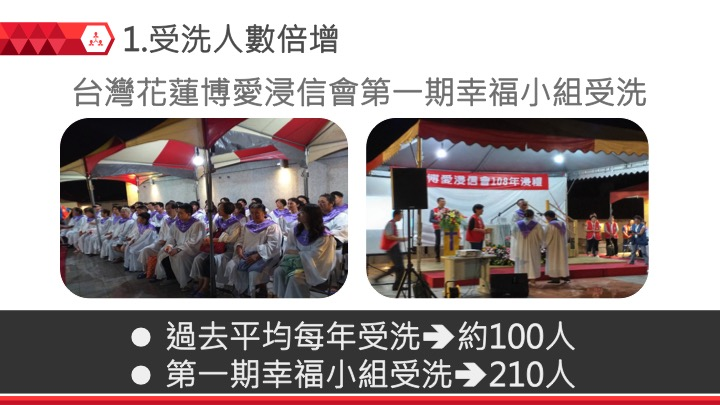 1.受洗人數倍增
台灣花蓮博愛浸信會第一期幸福小組受洗
博愛浸信會108年浸禮
● 過去平均每年受洗➔約100人
● 第一期幸福小組受洗➔210人